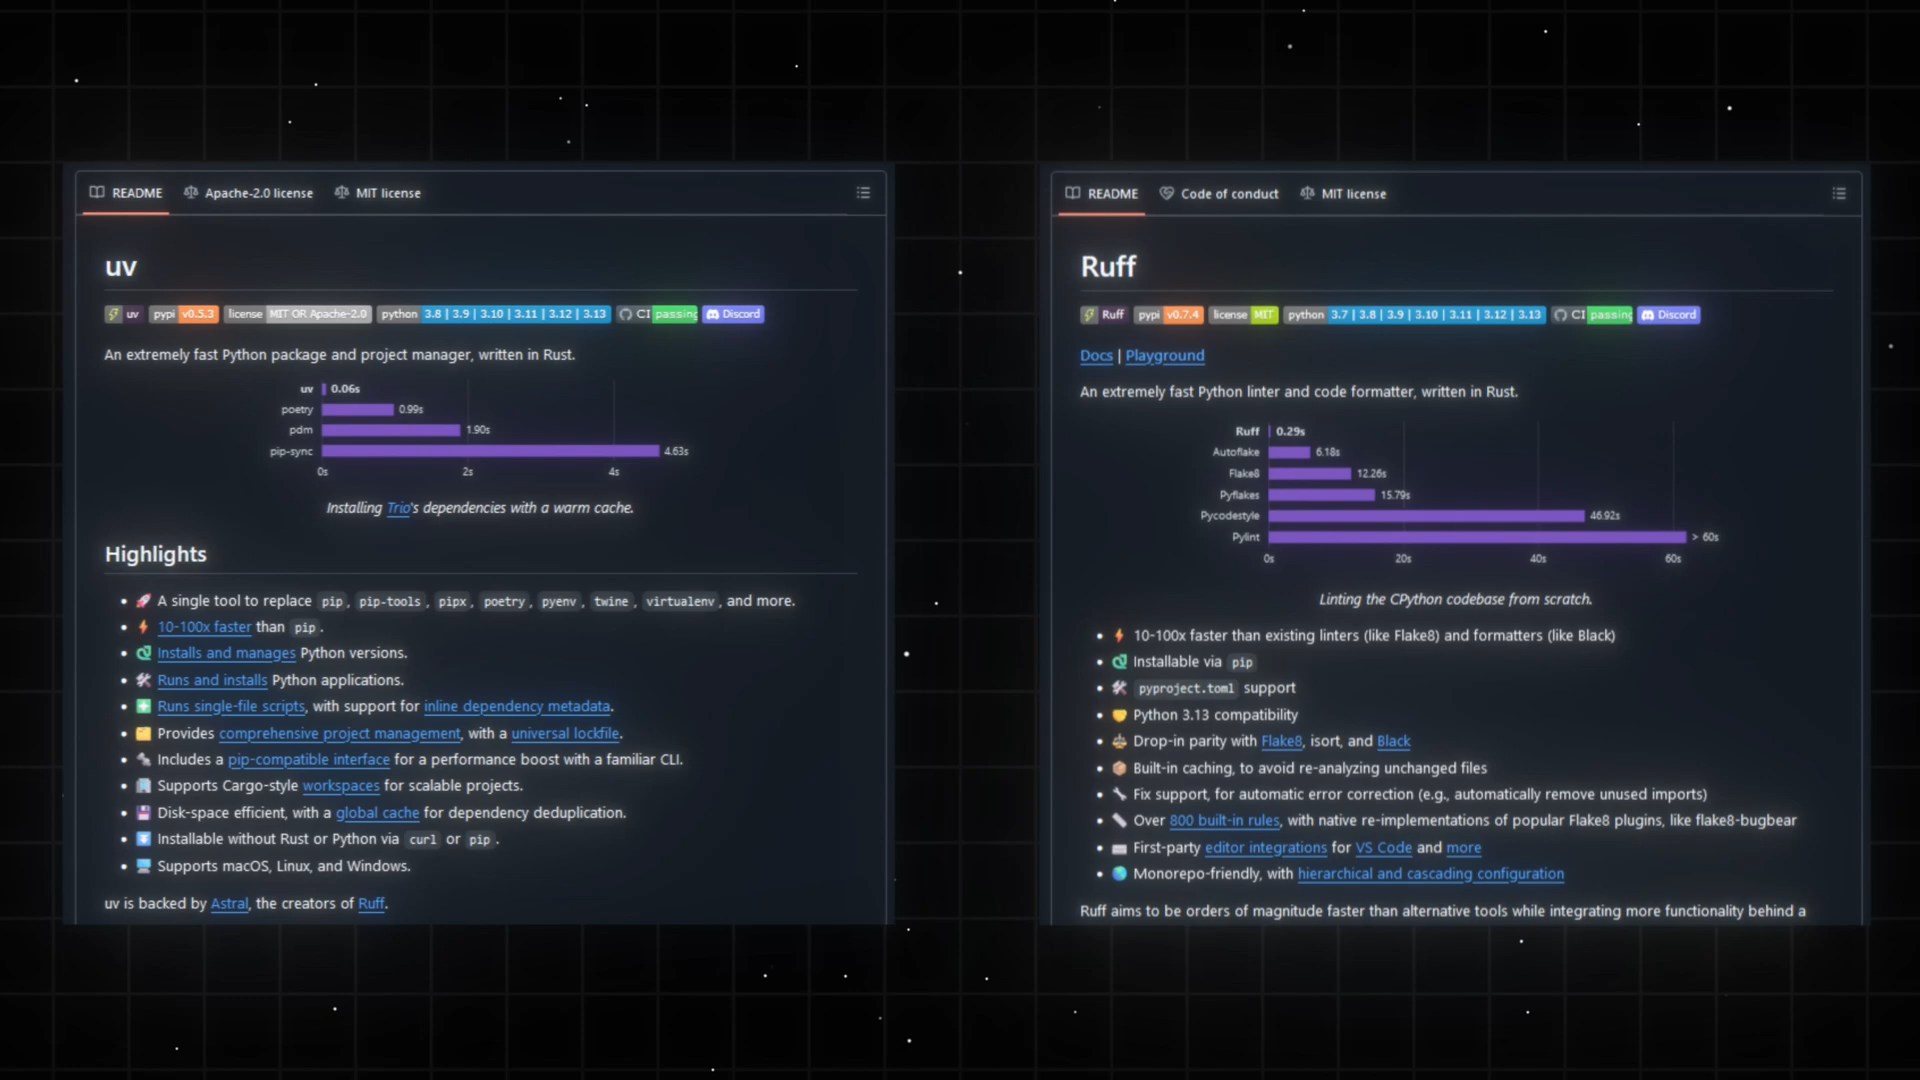 README Apache-2.0 license MIT license
uv
uv pypi v0.5.3 license MIT OR Apache-2.0 python 3.8 | 3.9 | 3.10 | 3.11 | 3.12 | 3.13 CI passing Discord
An extremely fast Python package and project manager, written in Rust.
uv 0.06s
poetry 0.99s
pdm 1.90s
pip-sync 4.63s
0s 2s 4s
Installing Trio's dependencies with a warm cache.
Highlights
A single tool to replace pip, pip-tools, pipx, poetry, pyenv, twine, virtualenv, and more.
10-100x faster than pip.
Installs and manages Python versions.
Runs and installs Python applications.
Runs single-file scripts, with support for inline dependency metadata.
Provides comprehensive project management, with a universal lockfile.
Includes a pip-compatible interface for a performance boost with a familiar CLI.
Supports Cargo-style workspaces for scalable projects.
Disk-space efficient, with a global cache for dependency deduplication.
Installable without Rust or Python via curl or pip.
Supports macOS, Linux, and Windows.
uv is backed by Astral, the creators of Ruff.
README Code of conduct MIT license
Ruff
Ruff pypi v0.7.4 license MIT python 3.7 | 3.8 | 3.9 | 3.10 | 3.11 | 3.12 | 3.13 CI passing Discord
Docs | Playground
An extremely fast Python linter and code formatter, written in Rust.
Ruff 0.29s
Autoflake 6.18s
Flake8 12.26s
Pyflakes 15.79s
Pycodestyle 46.92s
Pylint > 60s
0s 20s 40s 60s
Linting the CPython codebase from scratch.
10-100x faster than existing linters (like Flake8) and formatters (like Black)
Installable via pip
pyproject.toml support
Python 3.13 compatibility
Drop-in parity with Flake8, isort, and Black
Built-in caching, to avoid re-analyzing unchanged files
Fix support, for automatic error correction (e.g., automatically remove unused imports)
Over 800 built-in rules, with native re-implementations of popular Flake8 plugins, like flake8-bugbear
First-party editor integrations for VS Code and more
Monorepo-friendly, with hierarchical and cascading configuration
Ruff aims to be orders of magnitude faster than alternative tools while integrating more functionality behind a